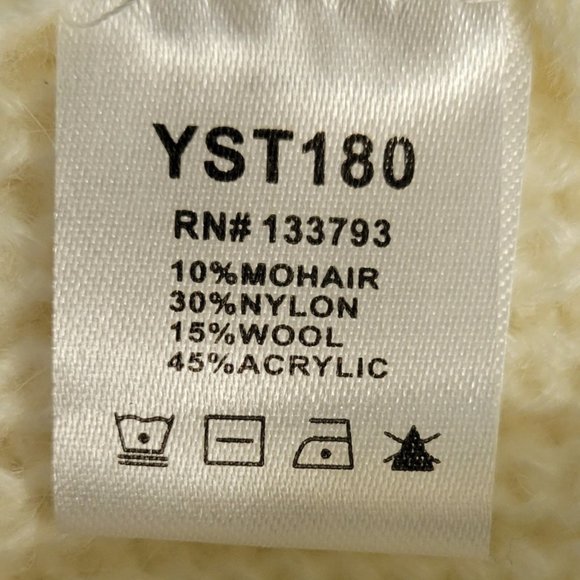 YST180
RN# 133793
10%MOHAIR
30%NYLON
15%WOOL
45%ACRYLIC